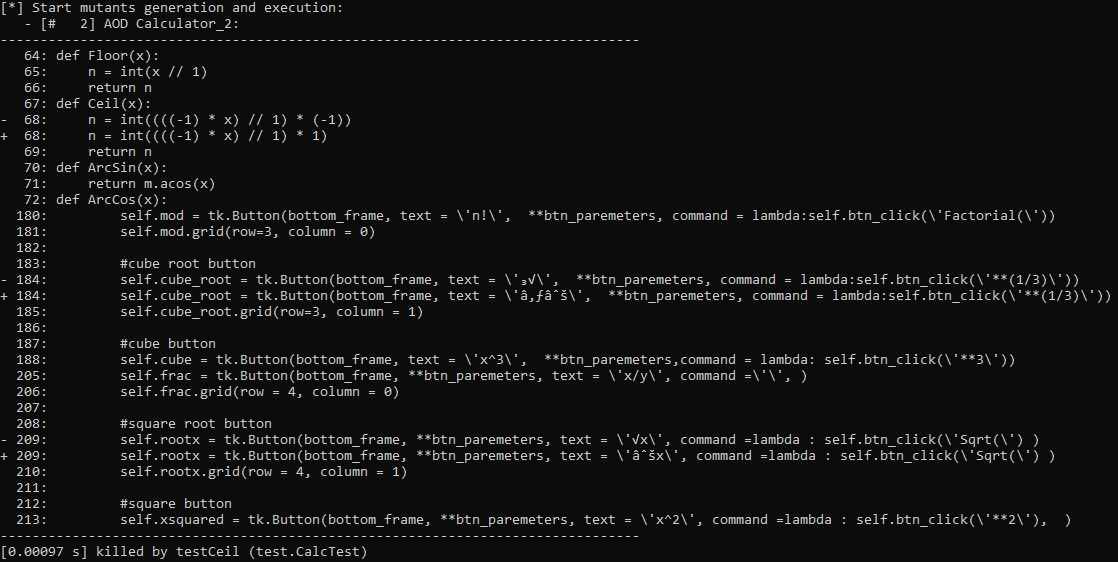 [*] Start mutants generation and execution:
   - [#   2] AOD Calculator_2:
--------------------------------------------------------------------------------
   64: def Floor(x):
   65:     n = int(x // 1)
   66:     return n
   67: def Ceil(x):
-  68:     n = int((((-1) * x) // 1) * (-1))
+  68:     n = int((((-1) * x) // 1) * 1)
   69:     return n
   70: def ArcSin(x):
   71:     return m.acos(x)
   72: def ArcCos(x):
  180:         self.mod = tk.Button(bottom_frame, text = \'n!\',  **btn_paremeters, command = lambda:self.btn_click(\'Factorial(\'))
  181:         self.mod.grid(row=3, column = 0)
  182:
  183:         #cube root button
- 184:         self.cube_root = tk.Button(bottom_frame, text = \'₃√\',  **btn_paremeters, command = lambda:self.btn_click(\'**(1/3)\'))
+ 184:         self.cube_root = tk.Button(bottom_frame, text = \'â‚ƒâˆš\',  **btn_paremeters, command = lambda:self.btn_click(\'**(1/3)\'))
  185:         self.cube_root.grid(row=3, column = 1)
  186:
  187:         #cube button
  188:         self.cube = tk.Button(bottom_frame, text = \'x^3\',  **btn_paremeters,command = lambda: self.btn_click(\'**3\'))
  205:         self.frac = tk.Button(bottom_frame, **btn_paremeters, text = \'x/y\', command =\'\', )
  206:         self.frac.grid(row = 4, column = 0)
  207:
  208:         #square root button
- 209:         self.rootx = tk.Button(bottom_frame, **btn_paremeters, text = \'√x\', command =lambda : self.btn_click(\'Sqrt(\') )
+ 209:         self.rootx = tk.Button(bottom_frame, **btn_paremeters, text = \'âˆšx\', command =lambda : self.btn_click(\'Sqrt(\') )
  210:         self.rootx.grid(row = 4, column = 1)
  211:
  212:         #square button
  213:         self.xsquared = tk.Button(bottom_frame, **btn_paremeters, text = \'x^2\', command =lambda : self.btn_click(\'**2\'),  )
--------------------------------------------------------------------------------
[0.00097 s] killed by testCeil (test.CalcTest)